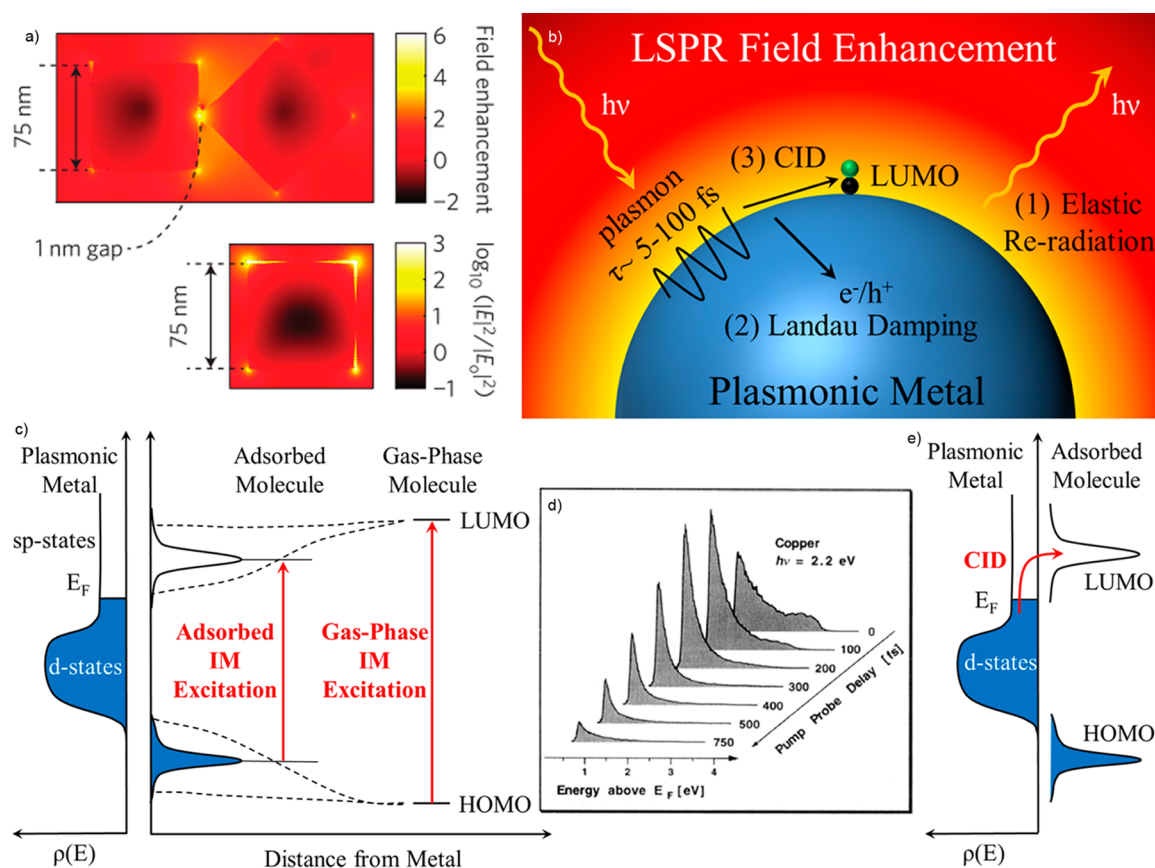 a)
75 nm
1 nm gap
6
4
2
0
−2
Field enhancement
75 nm
3
2
1
0
−1
log₁₀ (|E|²/|E₀|²)
b)
LSPR Field Enhancement
hν
hν
(3) CID
LUMO
plasmon
τ~ 5-100 fs
(1) Elastic
Re-radiation
e⁻/h⁺
(2) Landau Damping
Plasmonic Metal
c)
Plasmonic
Metal
sp-states
E_F
d-states
ρ(E)
Adsorbed
Molecule
Gas-Phase
Molecule
LUMO
Adsorbed
IM
Excitation
Gas-Phase
IM
Excitation
HOMO
Distance from Metal
d)
Copper
hν = 2.2 eV
0
100
200
300
400
500
750
Pump Probe Delay [fs]
1 2 3 4
Energy above E_F [eV]
e)
Plasmonic
Metal
Adsorbed
Molecule
CID
E_F
LUMO
d-states
HOMO
ρ(E)